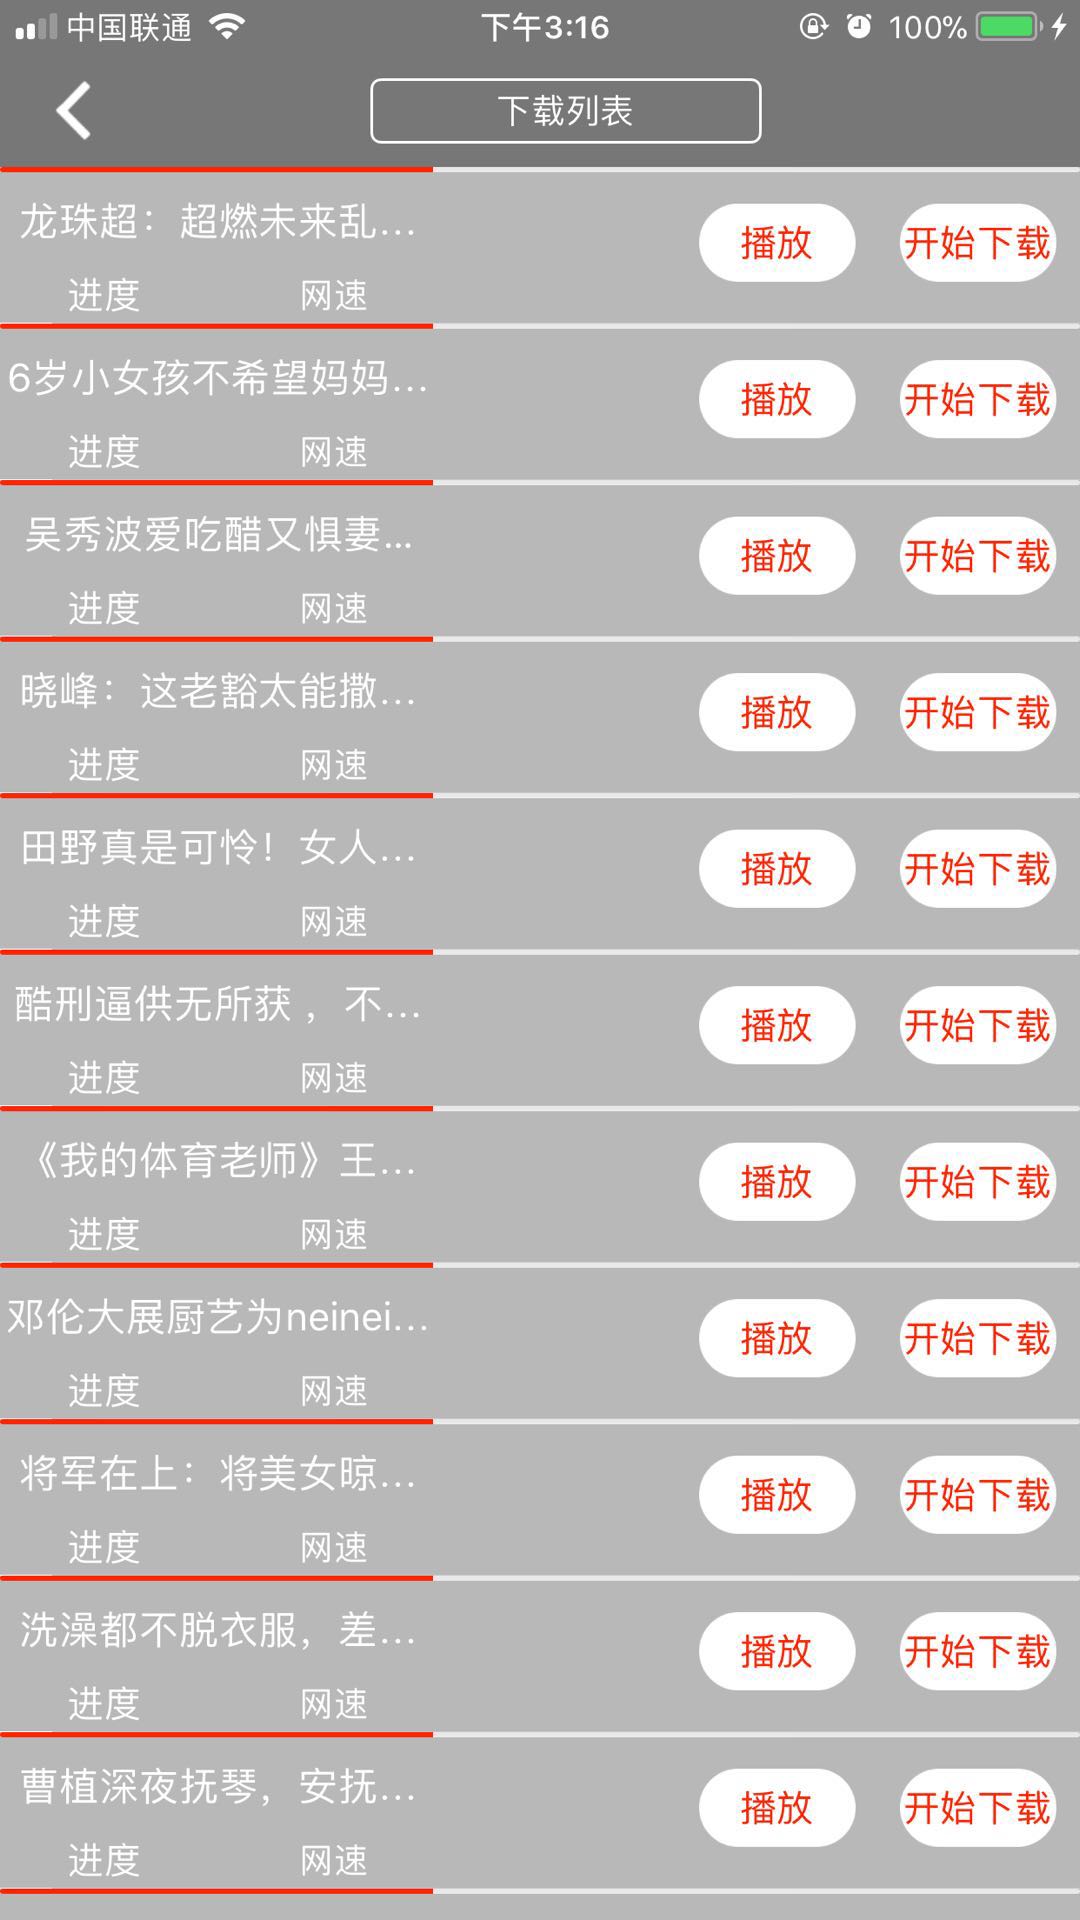 中国联通 下午3:16 100%
下载列表
龙珠超：超燃未来乱...
播放 开始下载
进度 网速
6岁小女孩不希望妈妈...
播放 开始下载
进度 网速
吴秀波爱吃醋又惧妻...
播放 开始下载
进度 网速
晓峰：这老豁太能撒...
播放 开始下载
进度 网速
田野真是可怜！女人...
播放 开始下载
进度 网速
酷刑逼供无所获 ，不...
播放 开始下载
进度 网速
《我的体育老师》王...
播放 开始下载
进度 网速
邓伦大展厨艺为neinei...
播放 开始下载
进度 网速
将军在上：将美女晾...
播放 开始下载
进度 网速
洗澡都不脱衣服，差...
播放 开始下载
进度 网速
曹植深夜抚琴，安抚...
播放 开始下载
进度 网速